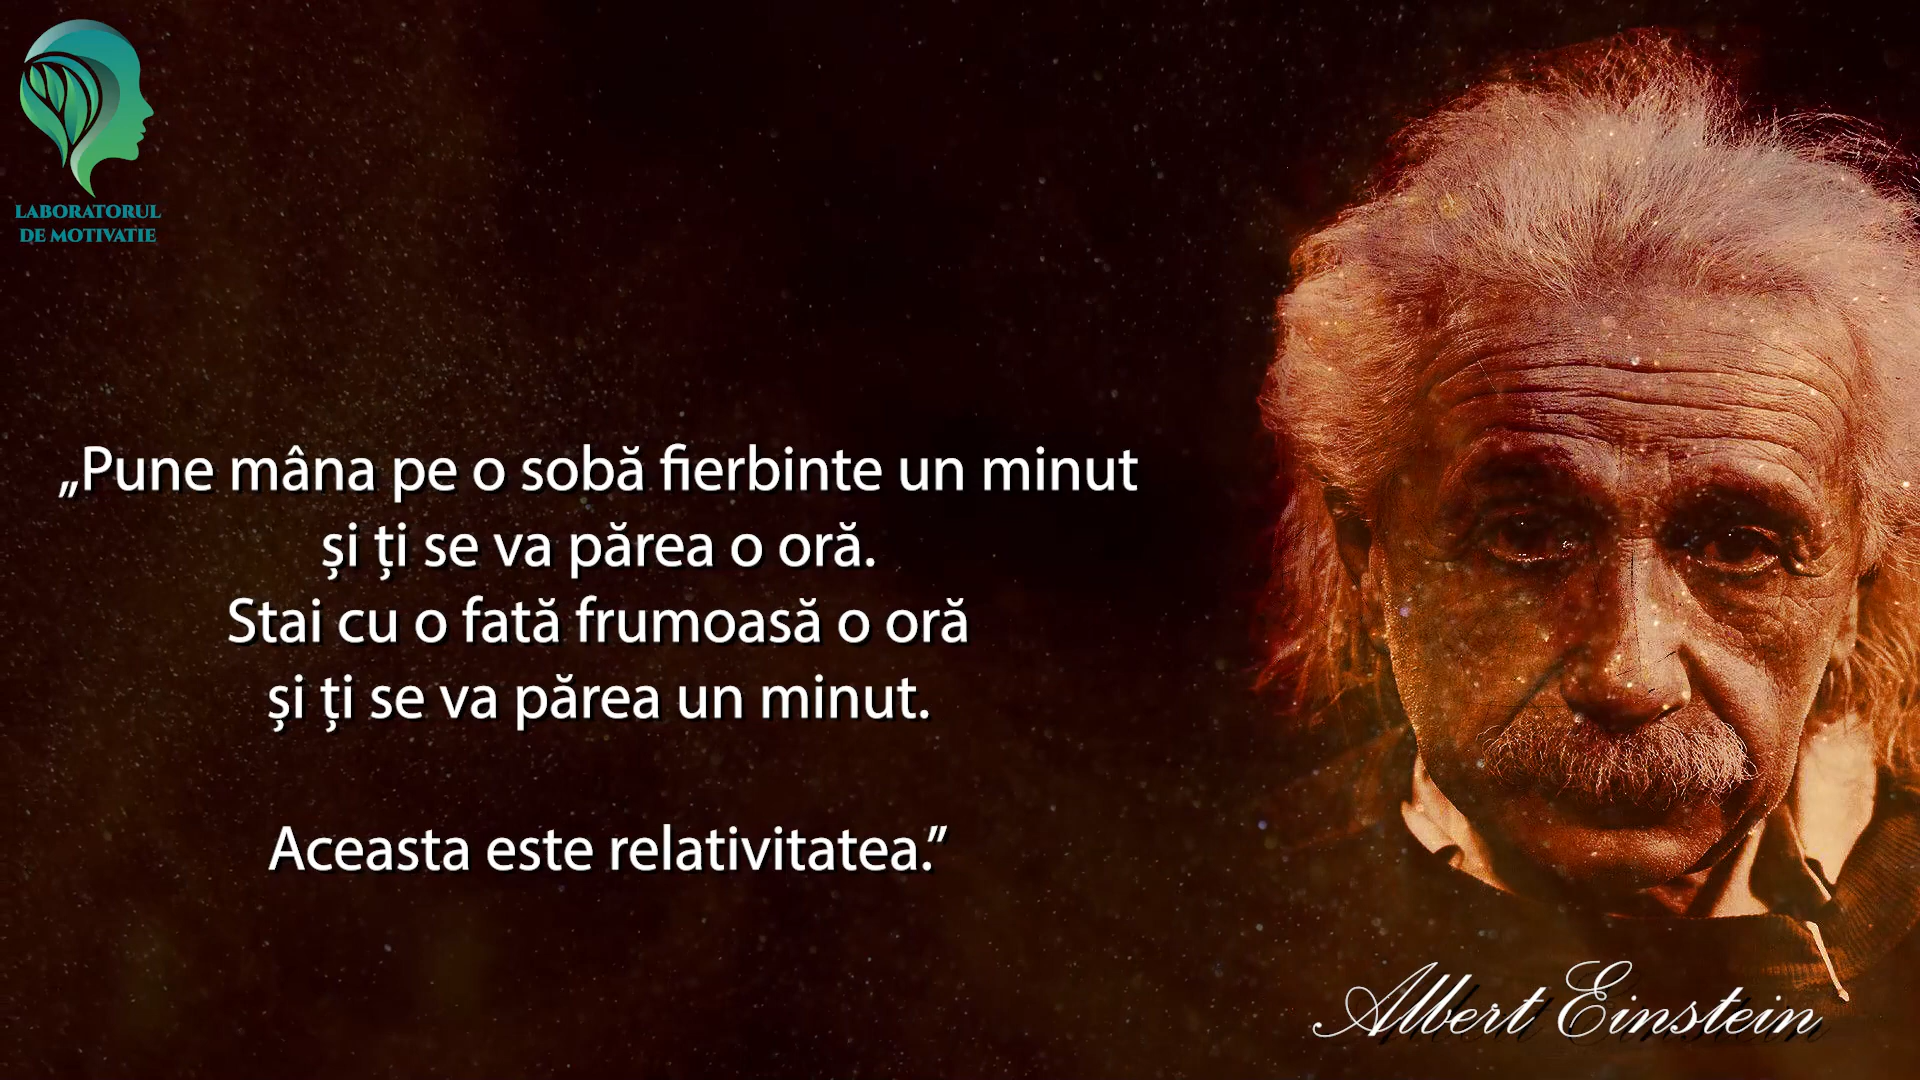 LABORATORUL
DE MOTIVATIE
„Pune mâna pe o sobă fierbinte un minut
și ți se va părea o oră.
Stai cu o fată frumoasă o oră
și ți se va părea un minut.
Aceasta este relativitatea.”
Albert Einstein